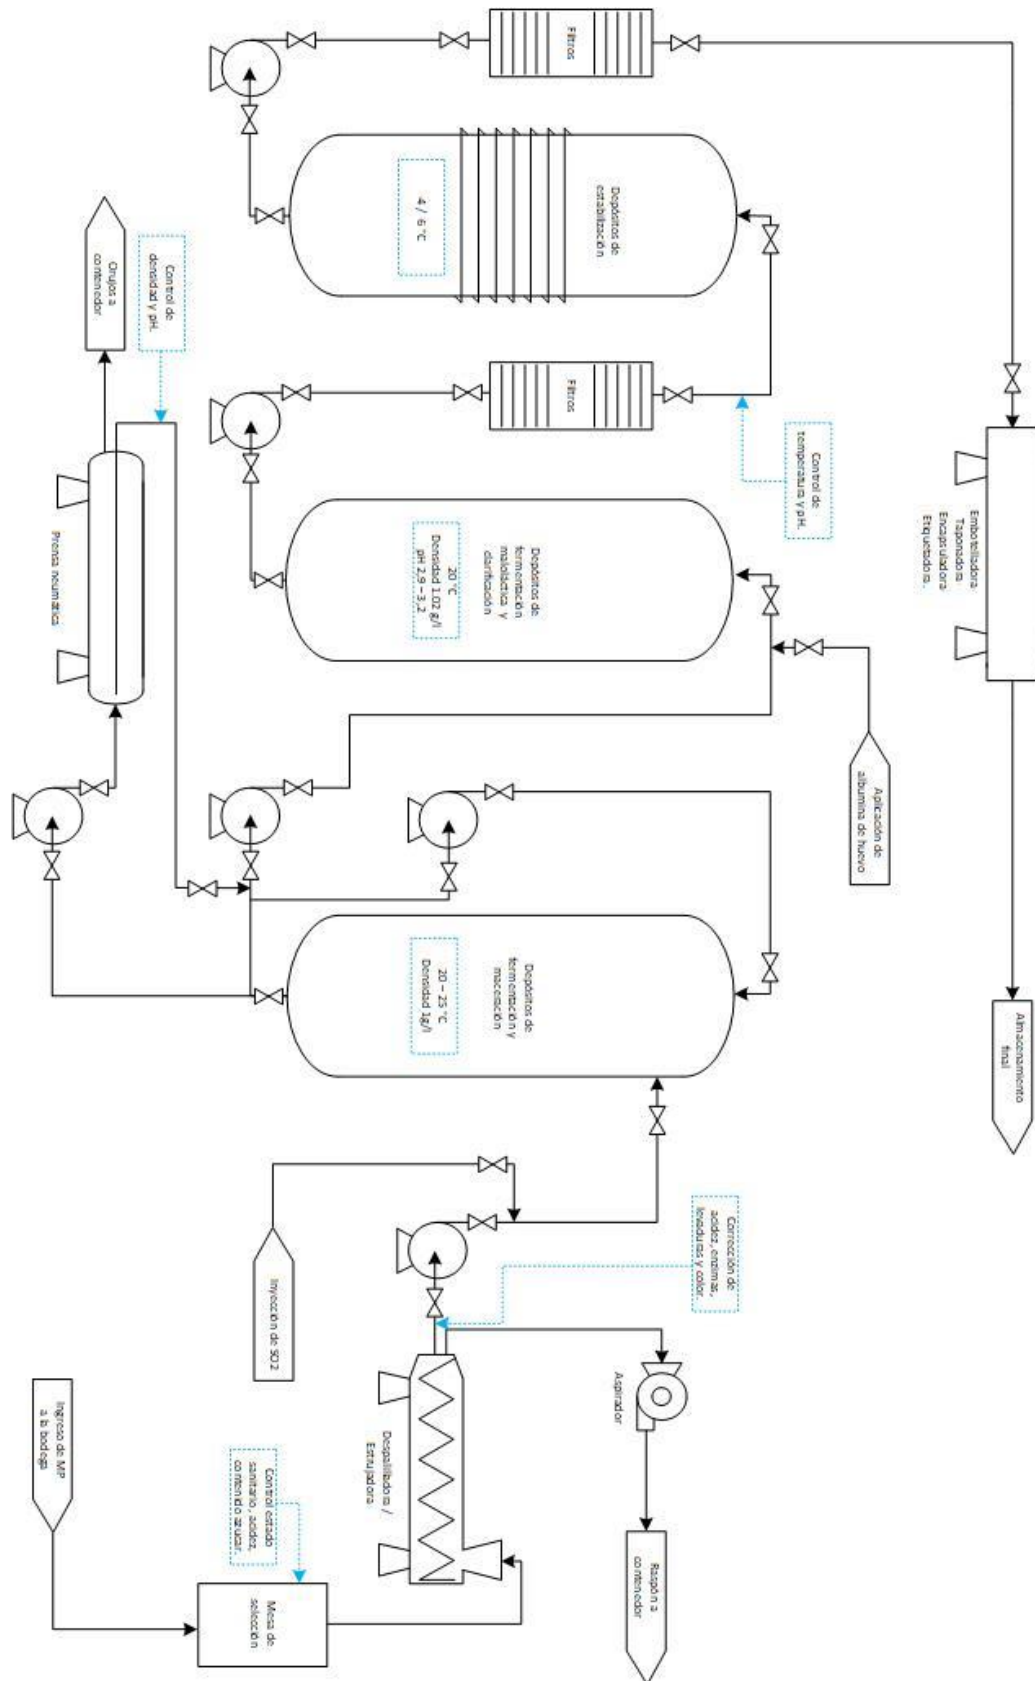 Ingreso de MP
a la bodega
Mesa de
selección
Control estado
sanitario, acidez,
contenido azucar.
Despalilladora /
Estrujadora
Aspirador
Raspón a
contenedor
Corrección de
acidez, enzimas,
levaduras y color.
Inyección de SO2
Depósitos de
fermentación y
maceración
20 – 25 °C
Densidad 1g/l
Prensa neumática
Control de
densidad y pH.
Orujos a
contenedor
Aplicación de
albumina de huevo
Depósitos de
fermentación
maloláctica y
clarificación
20 °C
Densidad 1.02 g/l
pH 2,9 – 3,2
Filtros
Control de
temperatura y pH.
Depósitos de
estabilización
4 / 6 °C
Filtros
Embotelladora
Taponadora
Encapsuladora
Etiquetadora.
Almacenamiento
final